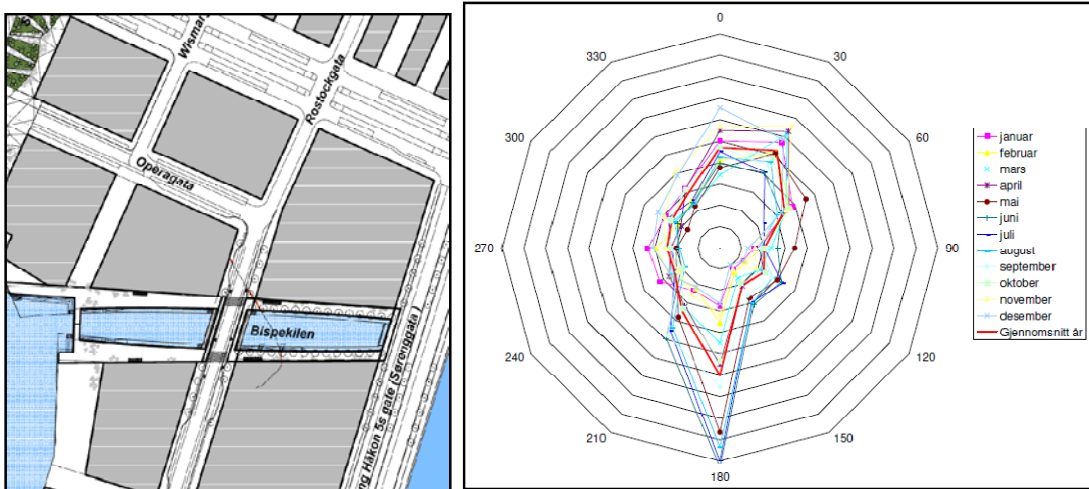 Wismar
Rostockgata
Operagata
Bispekilen
ng Håkon 5s gate (Sørenggata)
0
30
60
90
120
150
180
210
240
270
300
330
januar
februar
mars
april
mai
juni
juli
august
september
oktober
november
desember
Gjennomsnitt år